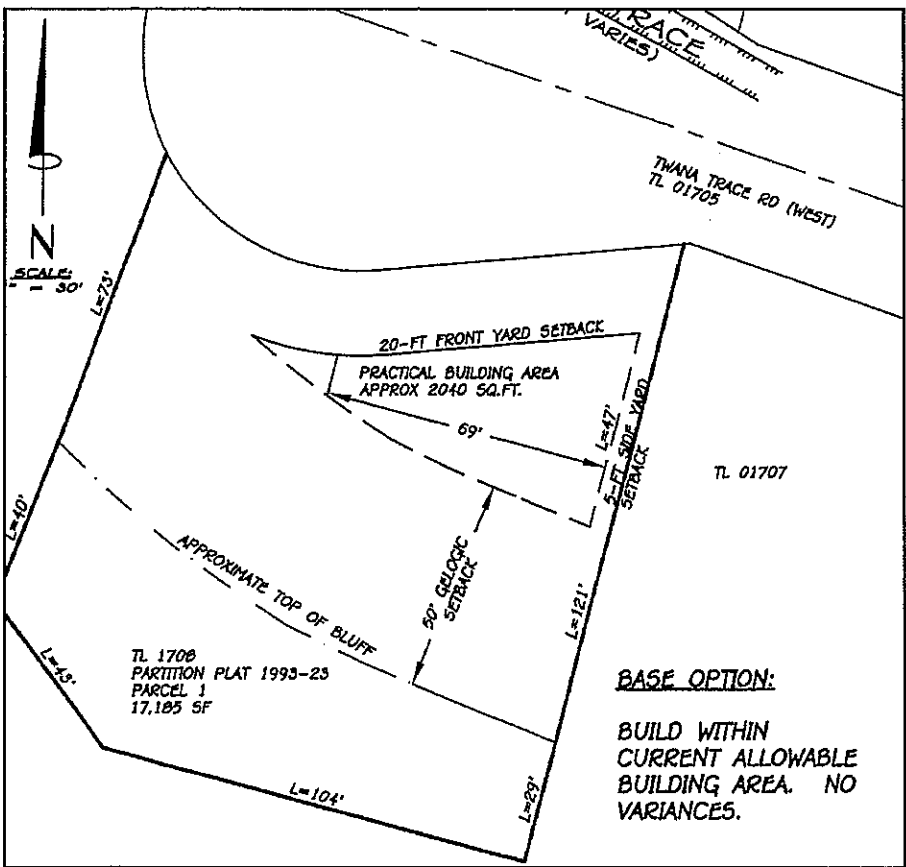 TRACE
VARIES)
TWANA TRACE RD (WEST)
TL 01705
N
SCALE:
" = 30'
L=73'
20-FT FRONT YARD SETBACK
PRACTICAL BUILDING AREA
APPROX 2040 SQ.FT.
69'
L=47'
5-FT SIDE YARD
SETBACK
TL 01707
L=40'
APPROXIMATE TOP OF BLUFF
50' GELOGIC
SETBACK
L=121'
TL 1706
PARTITION PLAT 1993-23
PARCEL 1
17,185 SF
L=43'
L=104'
L=29'
BASE OPTION:
BUILD WITHIN
CURRENT ALLOWABLE
BUILDING AREA. NO
VARIANCES.